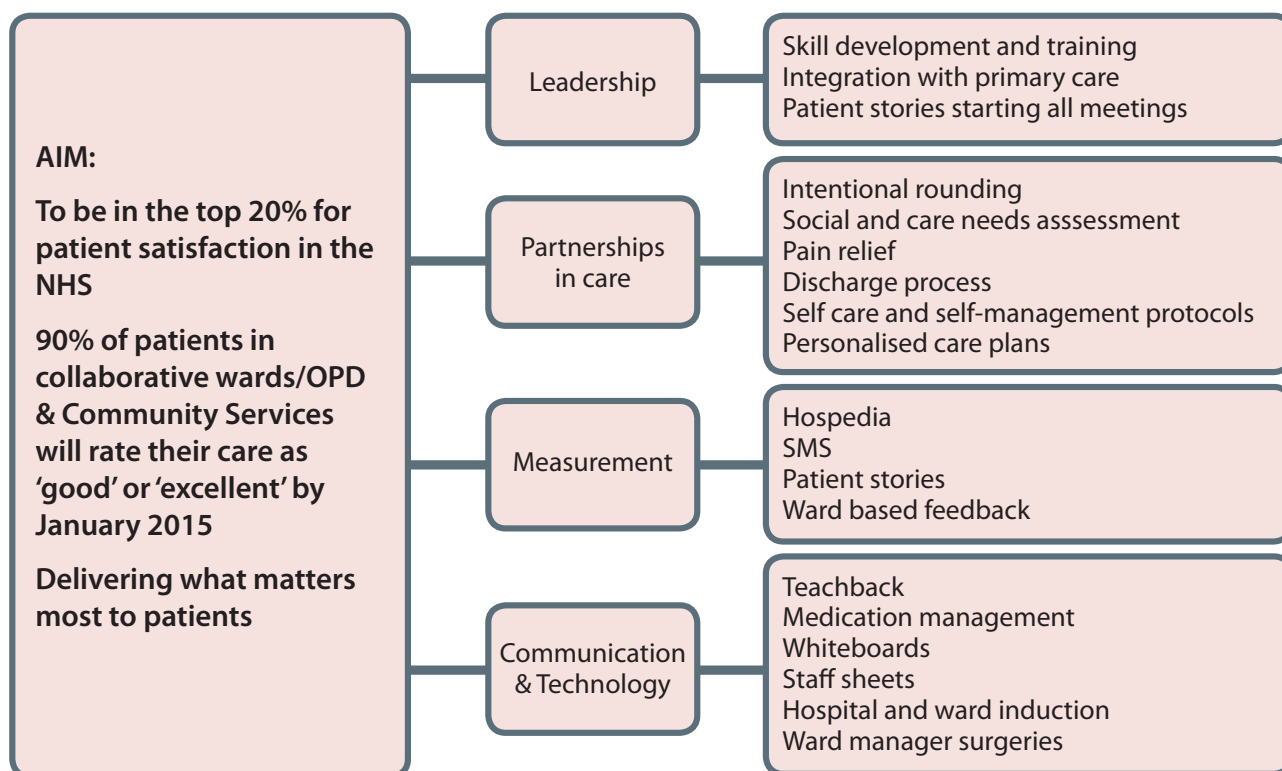 AIM:
To be in the top 20% for
patient satisfaction in the
NHS
90% of patients in
collaborative wards/OPD
& Community Services
will rate their care as
‘good’ or ‘excellent’ by
January 2015
Delivering what matters
most to patients
Leadership
Skill development and training
Integration with primary care
Patient stories starting all meetings
Partnerships
in care
Intentional rounding
Social and care needs asssessment
Pain relief
Discharge process
Self care and self-management protocols
Personalised care plans
Measurement
Hospedia
SMS
Patient stories
Ward based feedback
Communication
& Technology
Teachback
Medication management
Whiteboards
Staff sheets
Hospital and ward induction
Ward manager surgeries